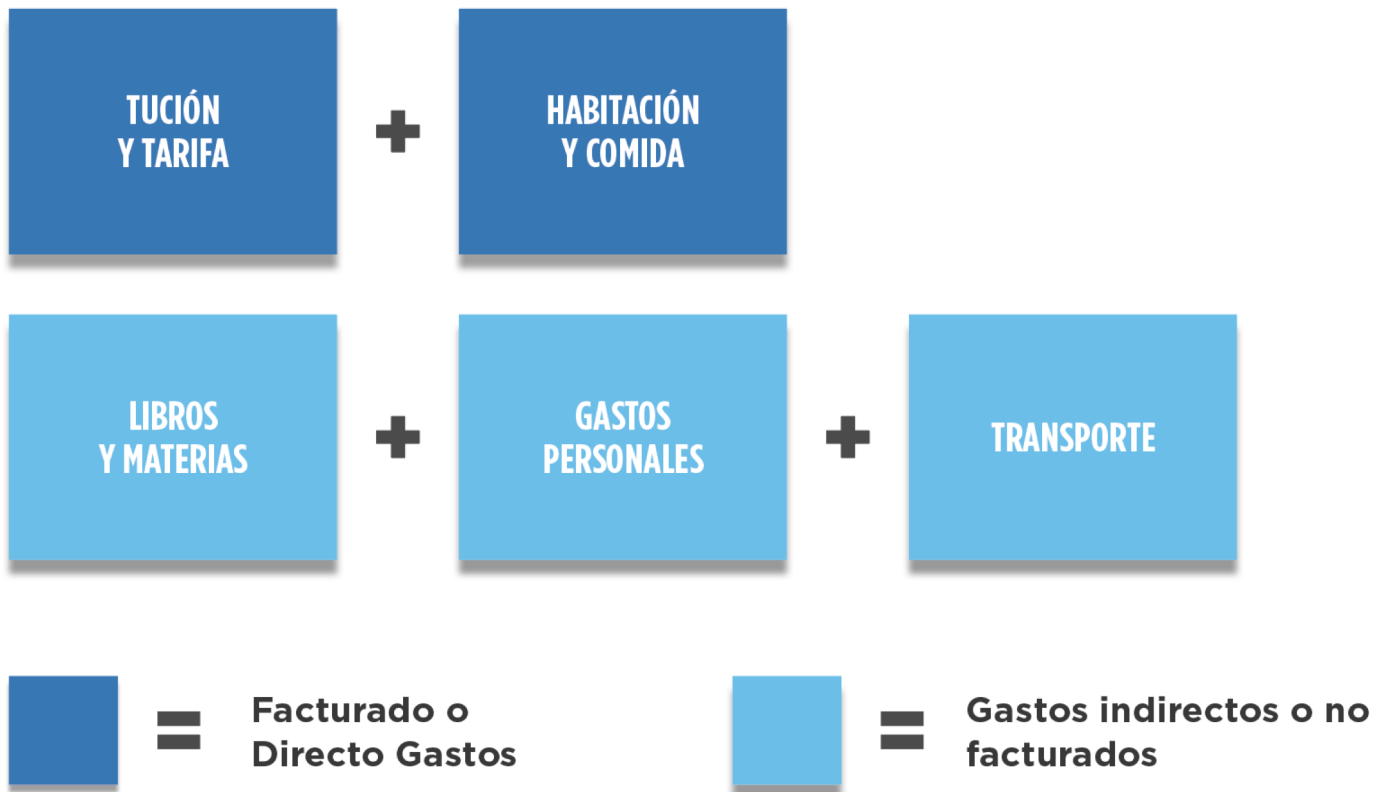 TUCIÓN
Y TARIFA
HABITACIÓN
Y COMIDA
LIBROS
Y MATERIAS
GASTOS
PERSONALES
TRANSPORTE
Facturado o
Directo Gastos
Gastos indirectos o no
facturados